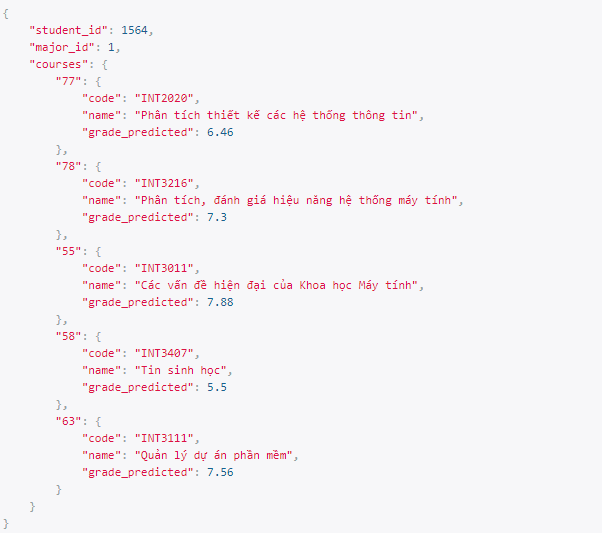 {
    "student_id": 1564,
    "major_id": 1,
    "courses": {
        "77": {
            "code": "INT2020",
            "name": "Phân tích thiết kế các hệ thống thông tin",
            "grade_predicted": 6.46
        },
        "78": {
            "code": "INT3216",
            "name": "Phân tích, đánh giá hiệu năng hệ thống máy tính",
            "grade_predicted": 7.3
        },
        "55": {
            "code": "INT3011",
            "name": "Các vấn đề hiện đại của Khoa học Máy tính",
            "grade_predicted": 7.88
        },
        "58": {
            "code": "INT3407",
            "name": "Tin sinh học",
            "grade_predicted": 5.5
        },
        "63": {
            "code": "INT3111",
            "name": "Quản lý dự án phần mềm",
            "grade_predicted": 7.56
        }
    }
}